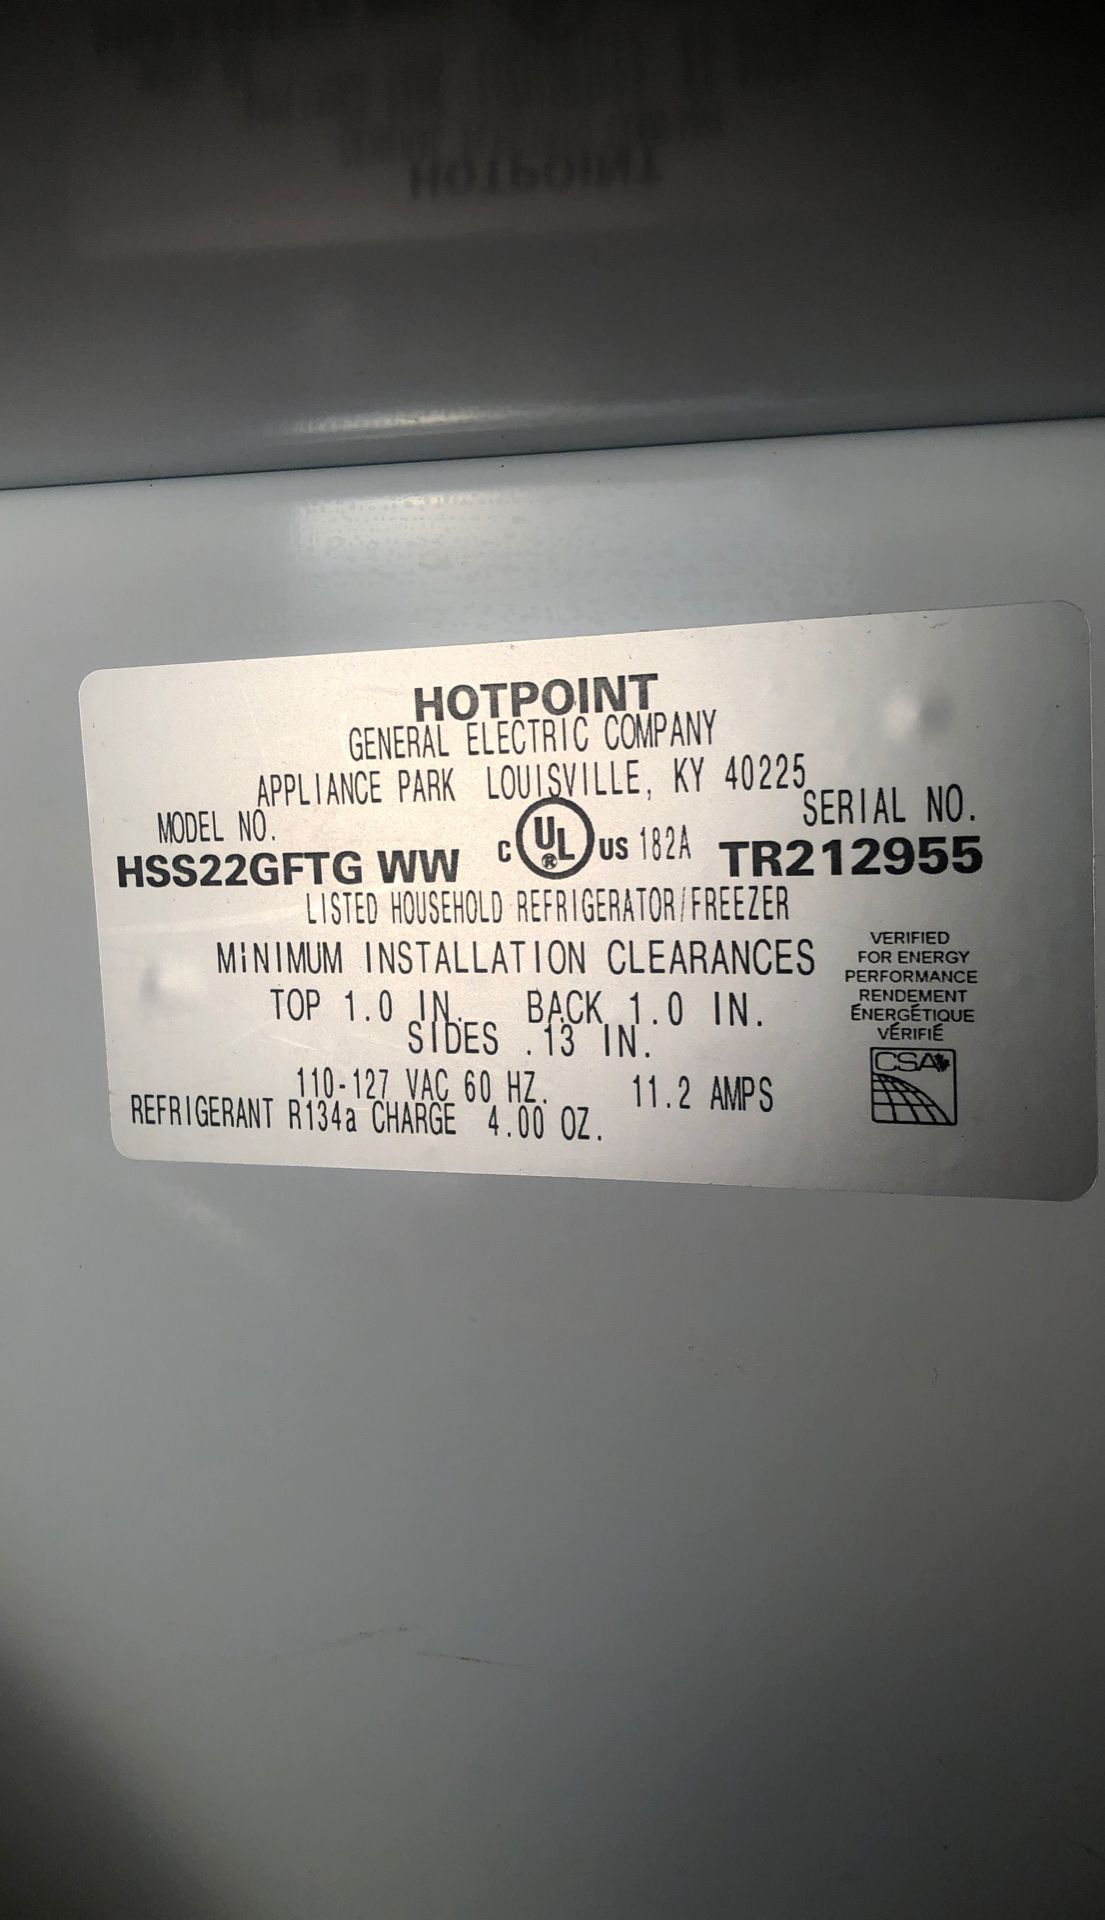 HOTPOINT
GENERAL ELECTRIC COMPANY
APPLIANCE PARK LOUISVILLE, KY 40225
MODEL NO.
SERIAL NO.
HSS22GFTG WW
C UL ® US 182A
TR212955
LISTED HOUSEHOLD REFRIGERATOR/FREEZER
MINIMUM INSTALLATION CLEARANCES
TOP 1.0 IN. BACK 1.0 IN.
SIDES .13 IN.
110-127 VAC 60 HZ. 11.2 AMPS
REFRIGERANT R134a CHARGE 4.00 OZ.
VERIFIED
FOR ENERGY
PERFORMANCE
RENDEMENT
ÉNERGÉTIQUE
VÉRIFIÉ
CSA